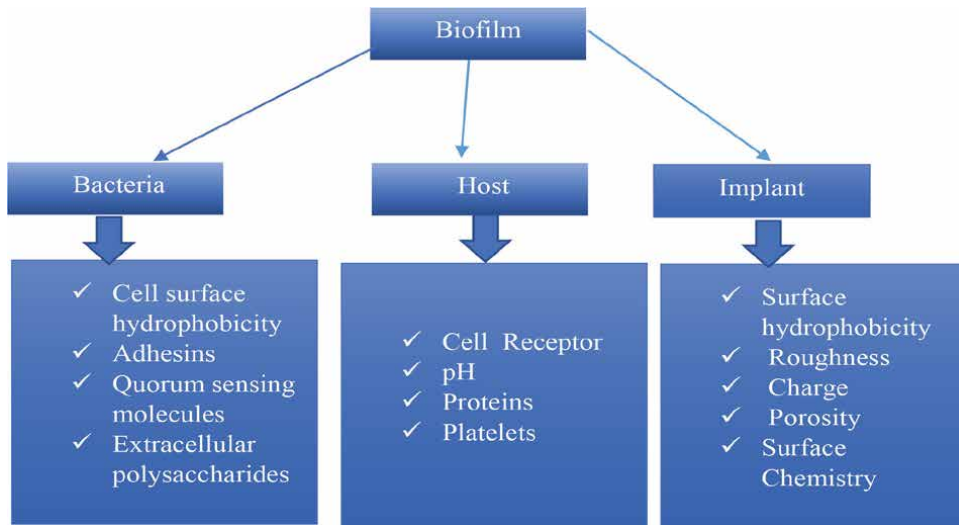 Biofilm
Bacteria
Host
Implant
✓ Cell surface
hydrophobicity
✓ Adhesins
✓ Quorum sensing
molecules
✓ Extracellular
polysaccharides
✓ Cell Receptor
✓ pH
✓ Proteins
✓ Platelets
✓ Surface
hydrophobicity
✓ Roughness
✓ Charge
✓ Porosity
✓ Surface
Chemistry